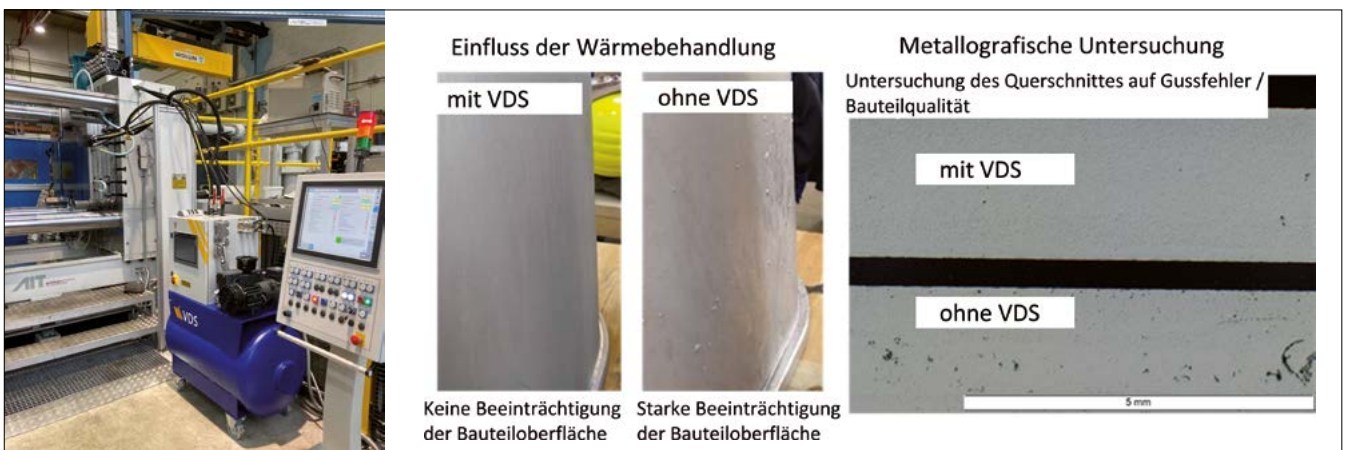 WOLLIN
AIT
VDS
Einfluss der Wärmebehandlung
mit VDS
ohne VDS
Keine Beeinträchtigung
der Bauteiloberfläche
Starke Beeinträchtigung
der Bauteiloberfläche
Metallografische Untersuchung
Untersuchung des Querschnittes auf Gussfehler /
Bauteilqualität
mit VDS
ohne VDS
5 mm